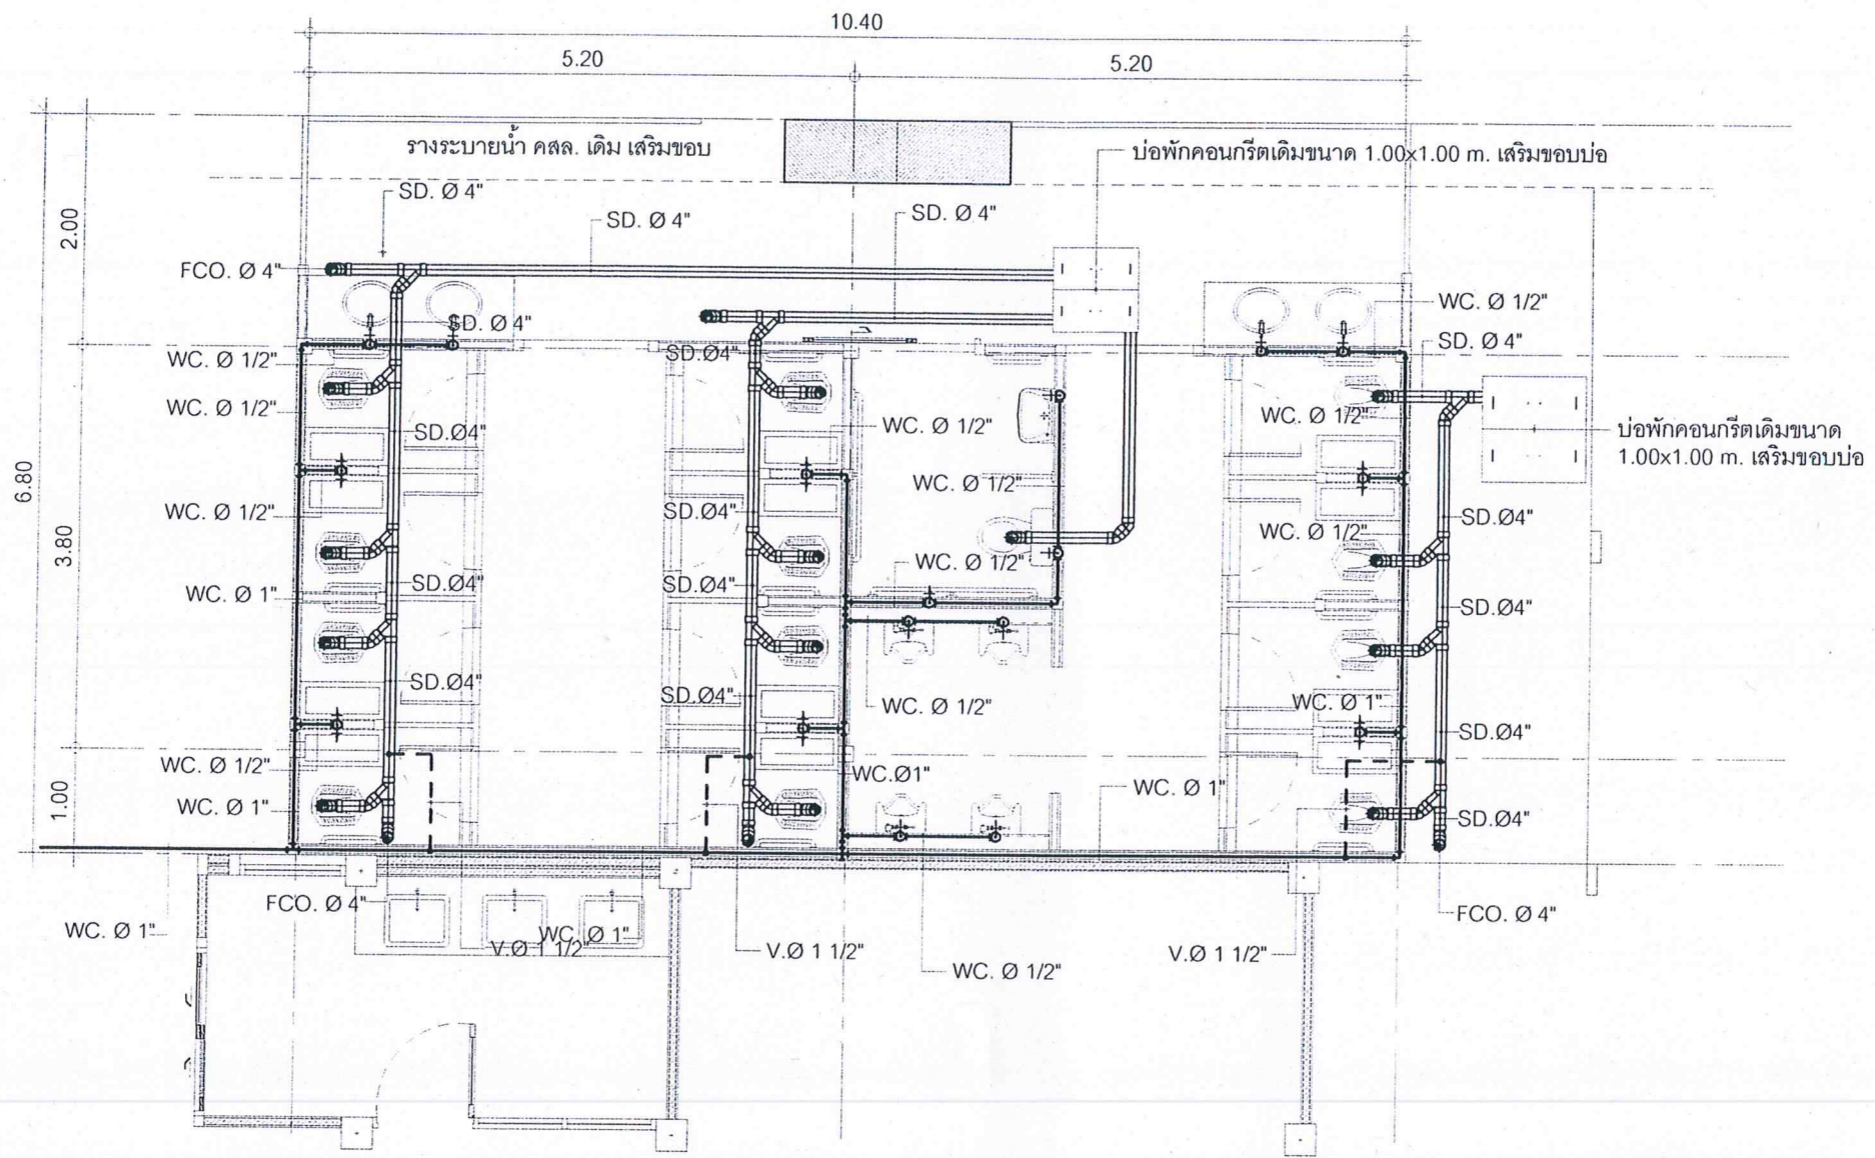 10.40
5.20
5.20
รางระบายน้ำ คสล. เดิม เสริมขอบ
บ่อพักคอนกรีตเดิมขนาด 1.00x1.00 m. เสริมขอบบ่อ
SD. Ø 4"
SD. Ø 4"
SD. Ø 4"
2.00
FCO. Ø 4"
WC. Ø 1/2"
SD. Ø 4"
SD. Ø 4"
WC. Ø 1/2"
SD.Ø4"
WC. Ø 1/2"
WC. Ø 1/2"
SD.Ø4"
WC. Ø 1/2"
บ่อพักคอนกรีตเดิมขนาด
1.00x1.00 m. เสริมขอบบ่อ
6.80
WC. Ø 1/2"
WC. Ø 1/2"
SD.Ø4"
SD.Ø4"
3.80
WC. Ø 1/2"
WC. Ø 1/2"
WC. Ø 1"
SD.Ø4"
SD.Ø4"
SD.Ø4"
SD.Ø4"
SD.Ø4"
WC. Ø 1/2"
WC. Ø 1"
SD.Ø4"
WC. Ø 1/2"
WC.Ø1"
WC. Ø 1"
1.00
WC. Ø 1"
SD.Ø4"
FCO. Ø 4"
FCO. Ø 4"
WC. Ø 1"
WC. Ø 1"
V.Ø 1 1/2"
V.Ø 1 1/2"
V.Ø 1 1/2"
WC. Ø 1/2"